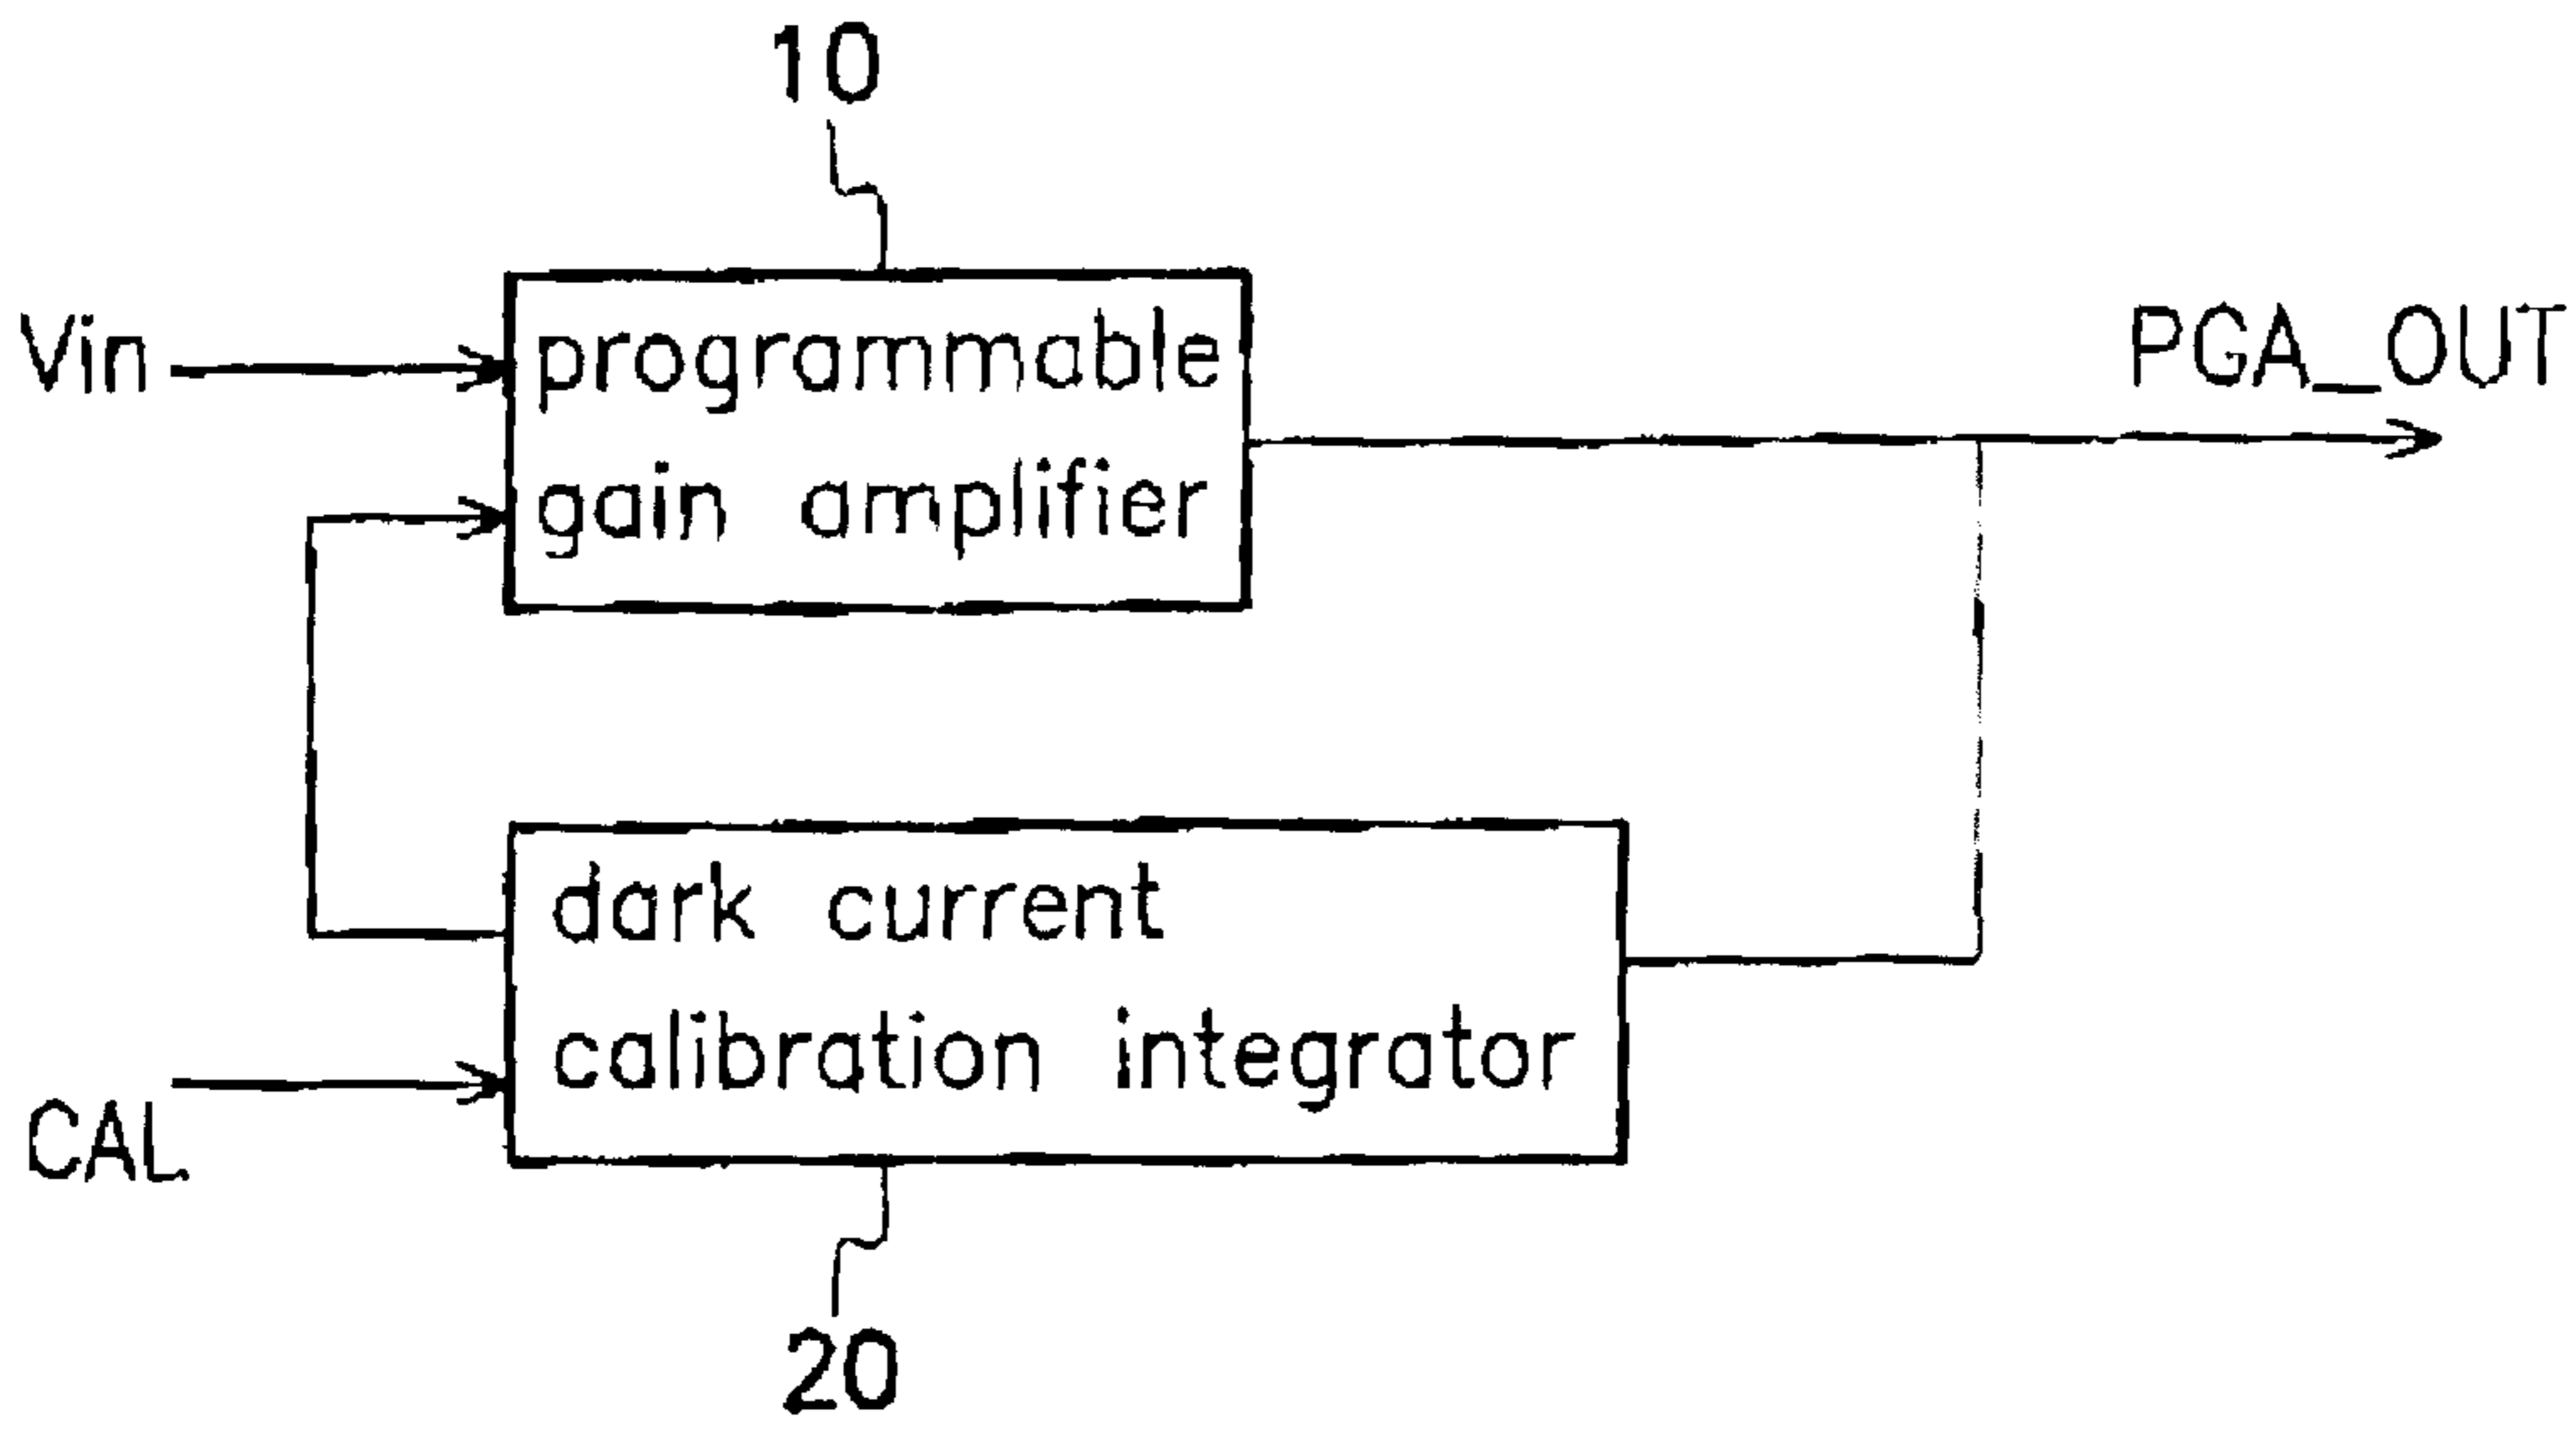 10
Vin
programmable
gain amplifier
PGA_OUT
dark current
calibration integrator
CAL
20